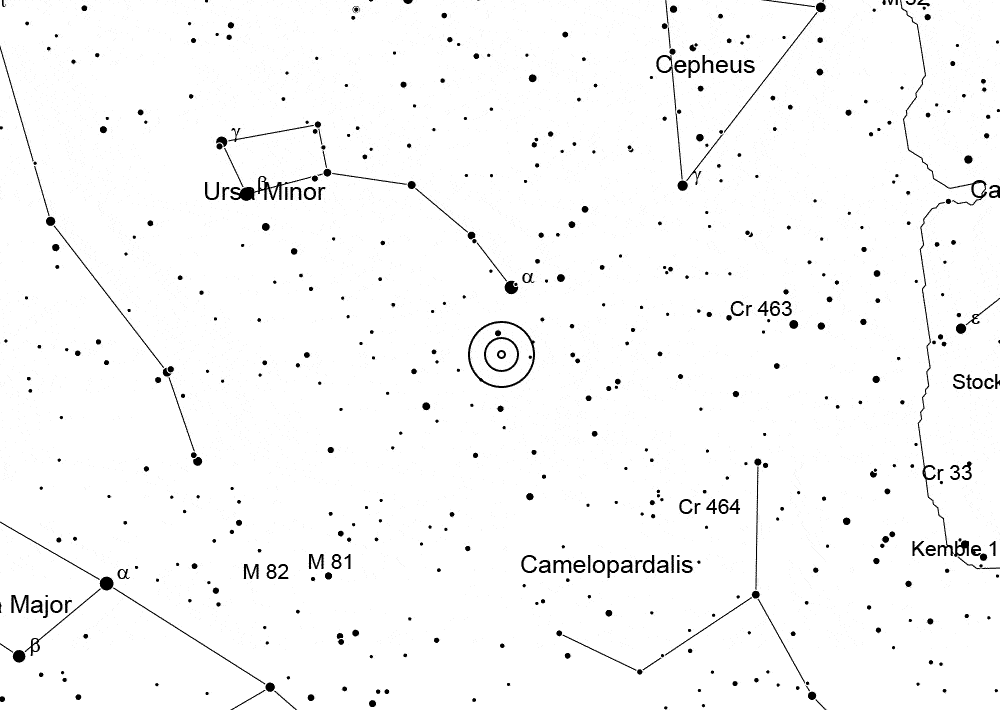 M 52
Cepheus
γ
γ
β
Ursa Minor
Ca
α
Cr 463
ε
Stock
Cr 33
Cr 464
Kemble 1
Camelopardalis
M 81
M 82
α
Major
β